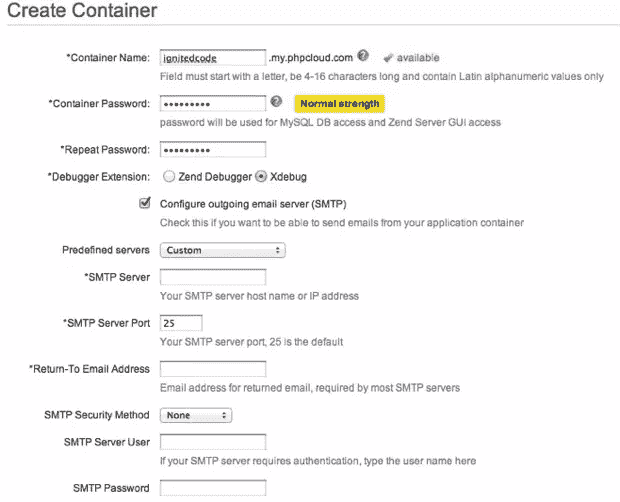 Create Container
*Container Name: ignitedcode .my.phpcloud.com ? available
Field must start with a letter, be 4-16 characters long and contain Latin alphanumeric values only
*Container Password: ••••••••• ? Normal strength
password will be used for MySQL DB access and Zend Server GUI access
*Repeat Password: •••••••••
*Debugger Extension: Zend Debugger Xdebug
Configure outgoing email server (SMTP)
Check this if you want to be able to send emails from your application container
Predefined servers Custom
*SMTP Server
Your SMTP server host name or IP address
*SMTP Server Port 25
Your SMTP server port, 25 is the default
*Return-To Email Address
Email address for returned email, required by most SMTP servers
SMTP Security Method None
SMTP Server User
If your SMTP server requires authentication, type the user name here
SMTP Password